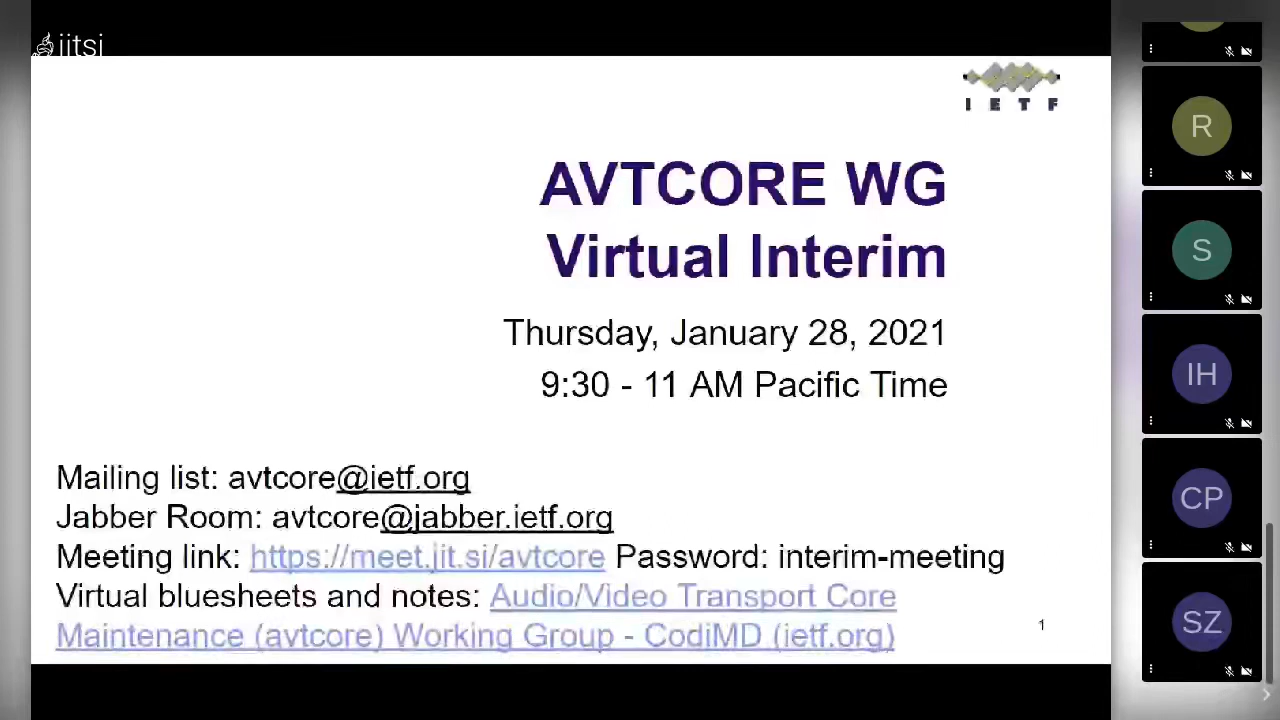 jitsi
I E T F
AVTCORE WG
Virtual Interim
Thursday, January 28, 2021
9:30 - 11 AM Pacific Time
Mailing list: avtcore@ietf.org
Jabber Room: avtcore@jabber.ietf.org
Meeting link: https://meet.jit.si/avtcore Password: interim-meeting
Virtual bluesheets and notes: Audio/Video Transport Core
Maintenance (avtcore) Working Group - CodiMD (ietf.org)
1
R
S
IH
CP
SZ